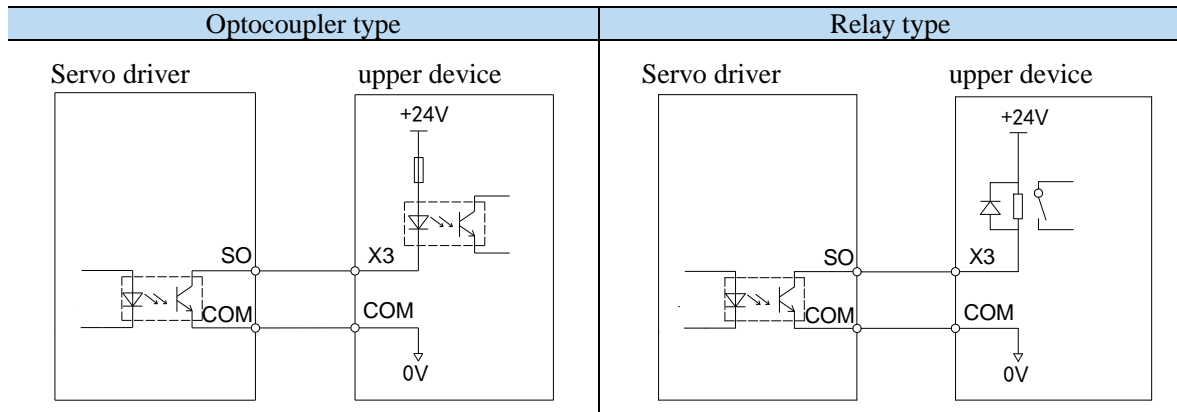 Optocoupler type
Relay type
Servo driver
upper device
+24V
SO
X3
COM
COM
0V
Servo driver
upper device
+24V
SO
X3
COM
COM
0V